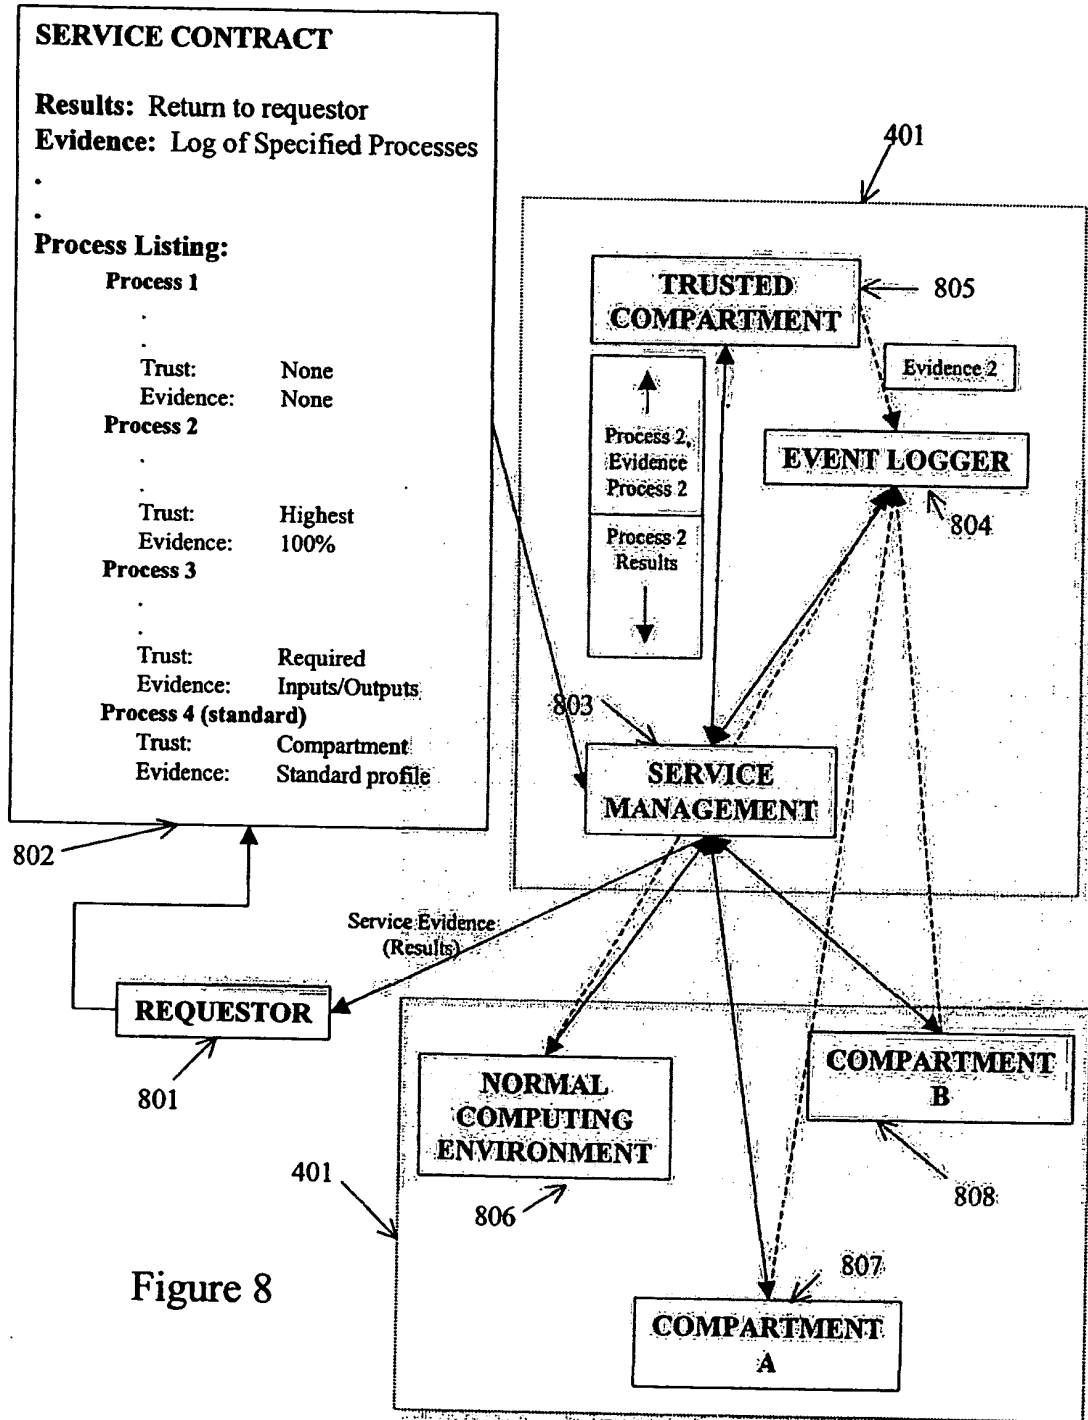 SERVICE CONTRACT
Results: Return to requestor
Evidence: Log of Specified Processes
.
.
Process Listing:
Process 1
.
.
Trust: None
Evidence: None
Process 2
.
.
Trust: Highest
Evidence: 100%
Process 3
.
.
Trust: Required
Evidence: Inputs/Outputs
Process 4 (standard)
Trust: Compartment
Evidence: Standard profile
802
401
TRUSTED
COMPARTMENT
805
Evidence 2
Process 2,
Evidence
Process 2
Process 2
Results
EVENT LOGGER
804
803
SERVICE
MANAGEMENT
Service Evidence
(Results)
REQUESTOR
801
NORMAL
COMPUTING
ENVIRONMENT
806
COMPARTMENT
B
808
401
807
COMPARTMENT
A
Figure 8